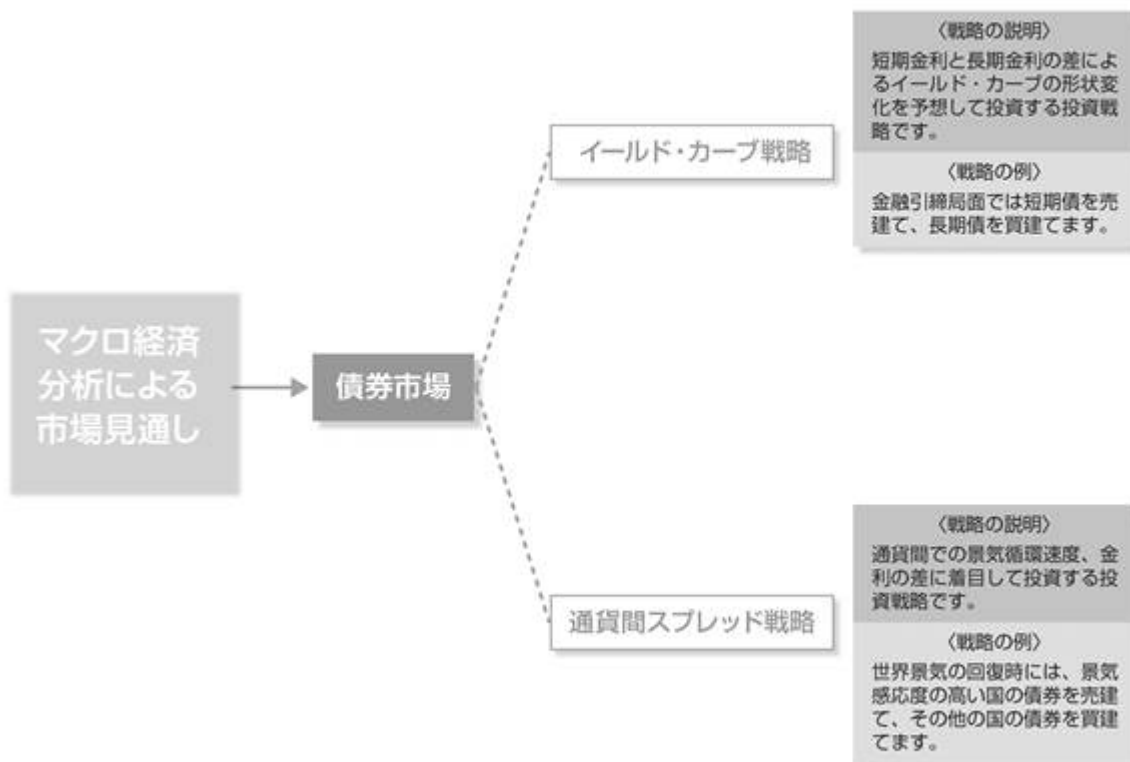 マクロ経済
分析による
市場見通し
債券市場
イールド・カーブ戦略
〈戦略の説明〉
短期金利と長期金利の差によ
るイールド・カーブの形状変
化を予想して投資する投資戦
略です。
〈戦略の例〉
金融引締局面では短期債を売
建て、長期債を買建てます。
通貨間スプレッド戦略
〈戦略の説明〉
通貨間での景気循環速度、金
利の差に着目して投資する投
資戦略です。
〈戦略の例〉
世界景気の回復時には、景気
感応度の高い国の債券を売建
て、その他の国の債券を買建
てます。